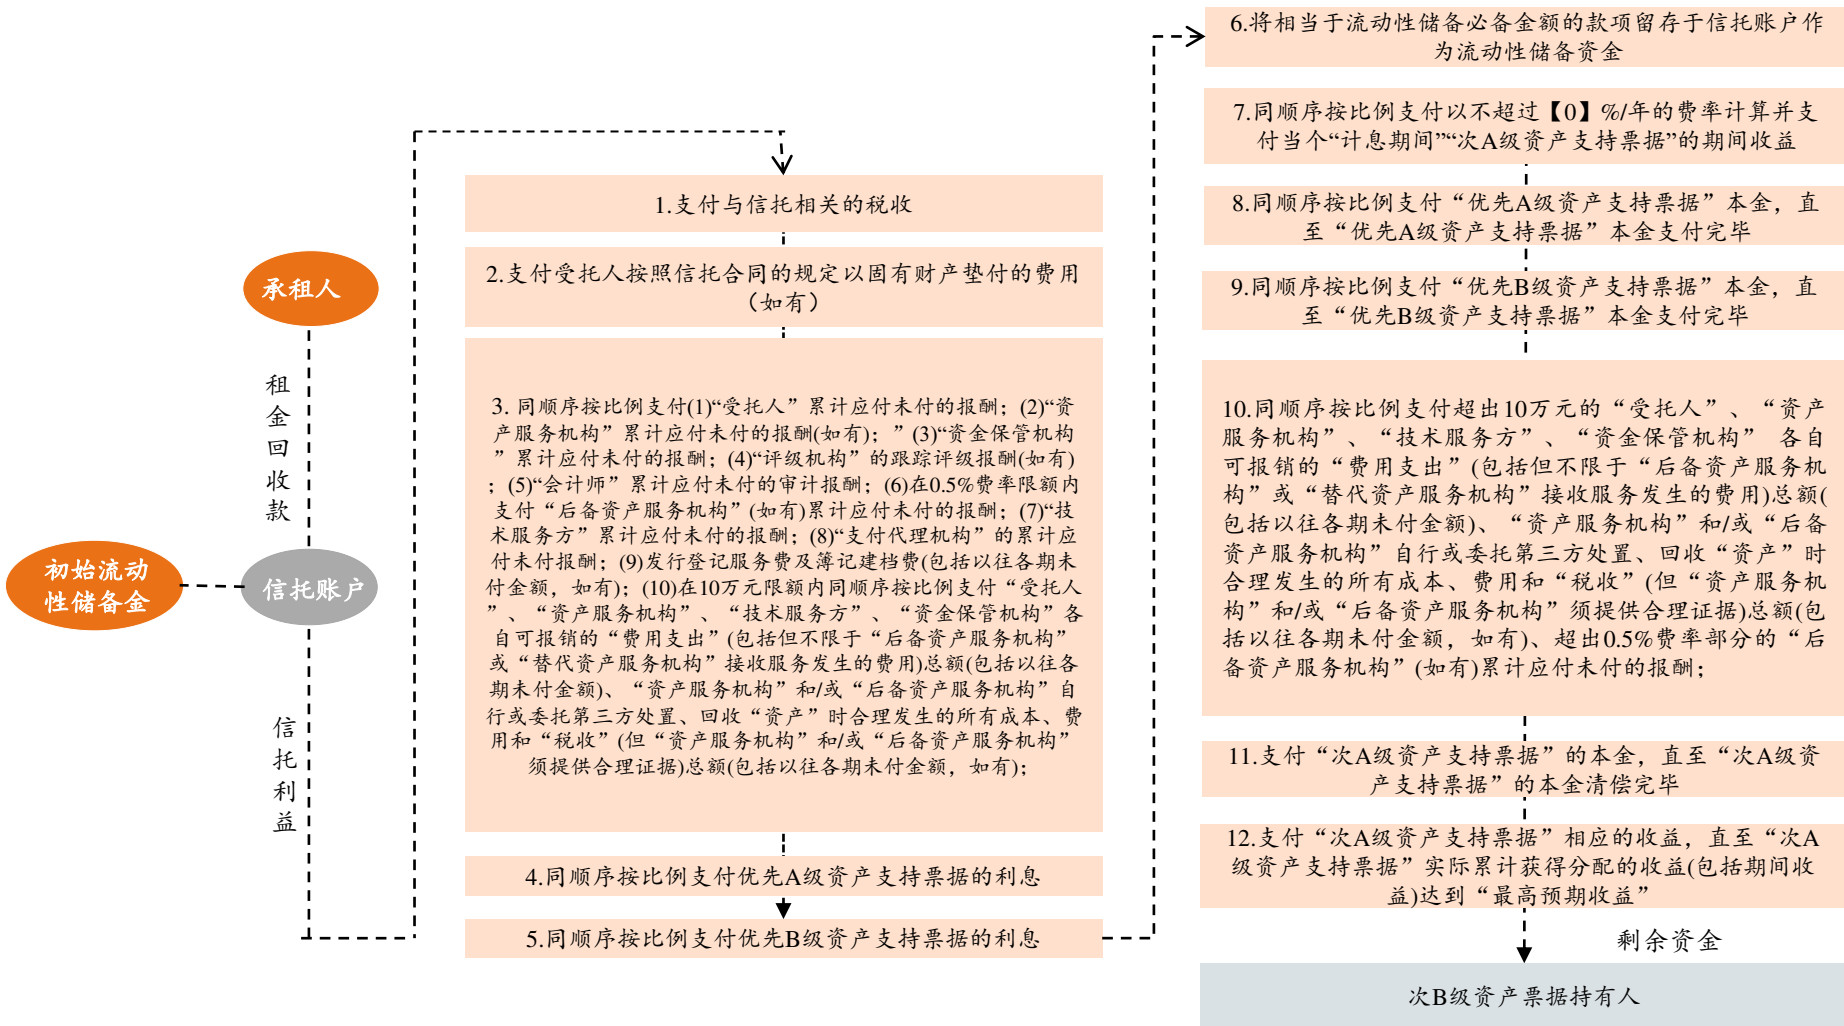 承租人
租
金
回
收
款
初始流动
性储备金
信托账户
信
托
利
益
1.支付与信托相关的税收
2.支付受托人按照信托合同的规定以固有财产垫付的费用
（如有）
3. 同顺序按比例支付(1)“受托人”累计应付未付的报酬；(2)“资
产服务机构”累计应付未付的报酬(如有)；”(3)“资金保管机构
”累计应付未付的报酬；(4)“评级机构”的跟踪评级报酬(如有)
；(5)“会计师”累计应付未付的审计报酬；(6)在0.5%费率限额内
支付“后备资产服务机构”(如有)累计应付未付的报酬；(7)“技
术服务方”累计应付未付的报酬；(8)“支付代理机构”的累计应
付未付报酬；(9)发行登记服务费及簿记建档费(包括以往各期未
付金额，如有)；(10)在10万元限额内同顺序按比例支付“受托人
”、“资产服务机构”、“技术服务方”、“资金保管机构”各
自可报销的“费用支出”(包括但不限于“后备资产服务机构”
或“替代资产服务机构”接收服务发生的费用)总额(包括以往各
期未付金额)、“资产服务机构”和/或“后备资产服务机构”自
行或委托第三方处置、回收“资产”时合理发生的所有成本、费
用和“税收”(但“资产服务机构”和/或“后备资产服务机构”
须提供合理证据)总额(包括以往各期未付金额，如有)；
4.同顺序按比例支付优先A级资产支持票据的利息
5.同顺序按比例支付优先B级资产支持票据的利息
6.将相当于流动性储备必备金额的款项留存于信托账户作
为流动性储备资金
7.同顺序按比例支付以不超过【0】%/年的费率计算并支
付当个“计息期间”“次A级资产支持票据”的期间收益
8.同顺序按比例支付“优先A级资产支持票据”本金，直
至“优先A级资产支持票据”本金支付完毕
9.同顺序按比例支付“优先B级资产支持票据”本金，直
至“优先B级资产支持票据”本金支付完毕
10.同顺序按比例支付超出10万元的“受托人”、“资产
服务机构”、“技术服务方”、“资金保管机构” 各自
可报销的“费用支出”(包括但不限于“后备资产服务机
构”或“替代资产服务机构”接收服务发生的费用)总额(
包括以往各期未付金额)、“资产服务机构”和/或“后备
资产服务机构”自行或委托第三方处置、回收“资产”时
合理发生的所有成本、费用和“税收”(但“资产服务机
构”和/或“后备资产服务机构”须提供合理证据)总额(包
括以往各期未付金额，如有)、超出0.5%费率部分的“后
备资产服务机构”(如有)累计应付未付的报酬；
11.支付“次A级资产支持票据”的本金，直至“次A级资
产支持票据”的本金清偿完毕
12.支付“次A级资产支持票据”相应的收益，直至“次A
级资产支持票据”实际累计获得分配的收益(包括期间收
益)达到“最高预期收益”
剩余资金
次B级资产票据持有人